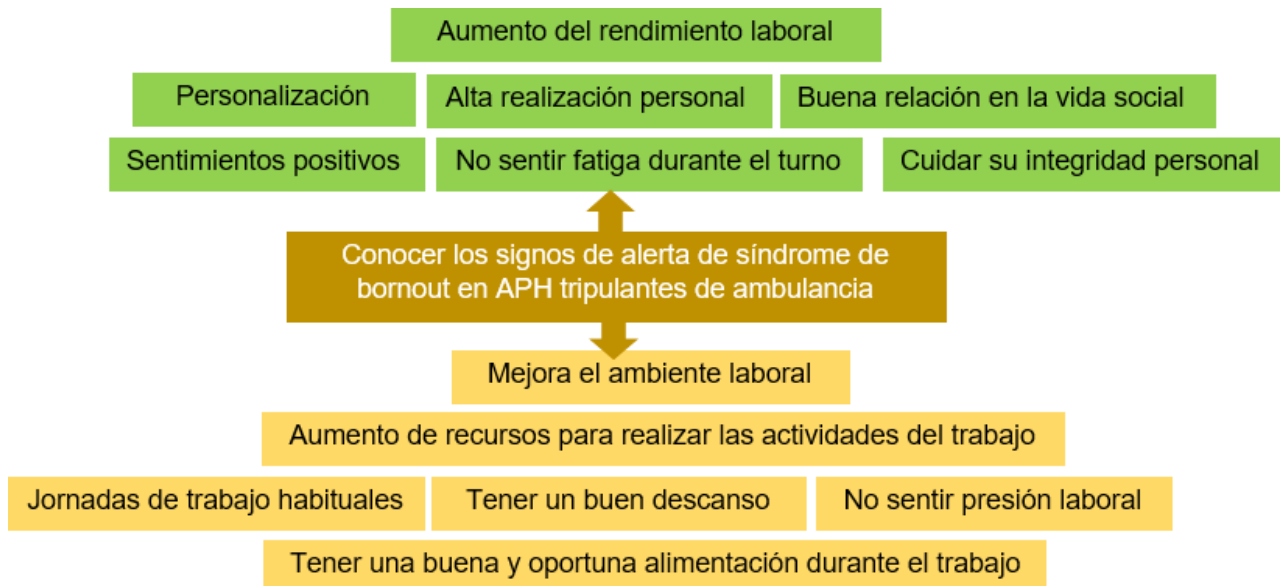 Aumento del rendimiento laboral
Personalización
Alta realización personal
Buena relación en la vida social
Sentimientos positivos
No sentir fatiga durante el turno
Cuidar su integridad personal
Conocer los signos de alerta de síndrome de
bornout en APH tripulantes de ambulancia
Mejora el ambiente laboral
Aumento de recursos para realizar las actividades del trabajo
Jornadas de trabajo habituales
Tener un buen descanso
No sentir presión laboral
Tener una buena y oportuna alimentación durante el trabajo